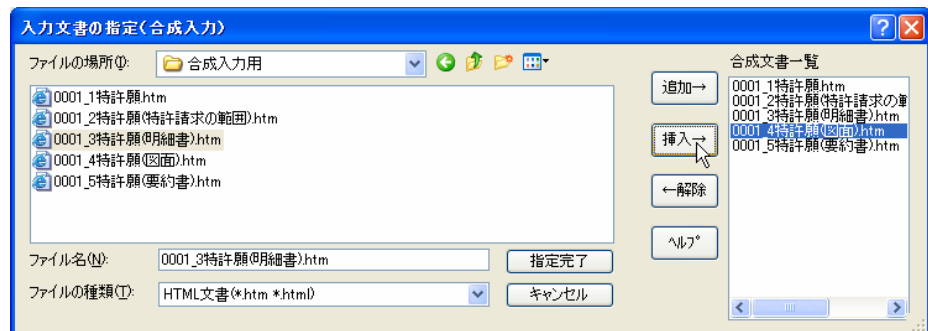 入力文書の指定(合成入力)
ファイルの場所(I):
合成入力用
0001_1特許願.htm
0001_2特許願(特許請求の範囲).htm
0001_3特許願(明細書).htm
0001_4特許願(図面).htm
0001_5特許願(要約書).htm
ファイル名(N):
0001_3特許願(明細書).htm
ファイルの種類(T):
HTML文書(*.htm *.html)
指定完了
キャンセル
追加→
挿入→
←解除
ヘルプ
合成文書一覧
0001_1特許願.htm
0001_2特許願(特許請求の
0001_3特許願(明細書).htm
0001_4特許願(図面).htm
0001_5特許願(要約書).htm